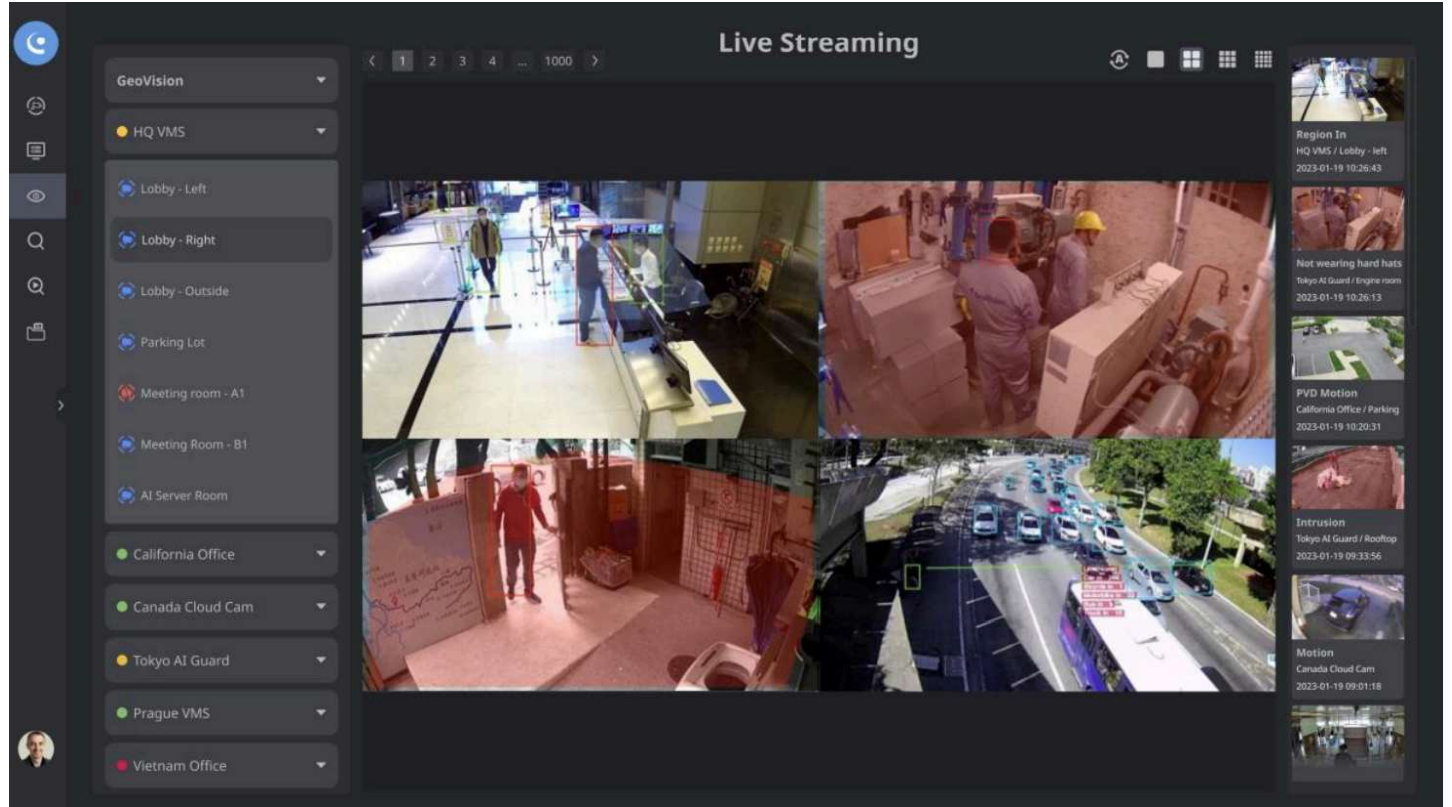 Live Streaming
GeoVision
HQ VMS
Lobby - Left
Lobby - Right
Lobby - Outside
Parking Lot
Meeting room - A1
Meeting Room - B1
AI Server Room
California Office
Canada Cloud Cam
Tokyo AI Guard
Prague VMS
Vietnam Office
1 2 3 4 ... 1000
Region In
HQ VMS / Lobby - left
2023-01-19 10:26:43
Not wearing hard hats
Tokyo AI Guard / Engine room
2023-01-19 10:26:13
PVD Motion
California Office / Parking
2023-01-19 10:20:31
Intrusion
Tokyo AI Guard / Rooftop
2023-01-19 09:33:56
Motion
Canada Cloud Cam
2023-01-19 09:01:18